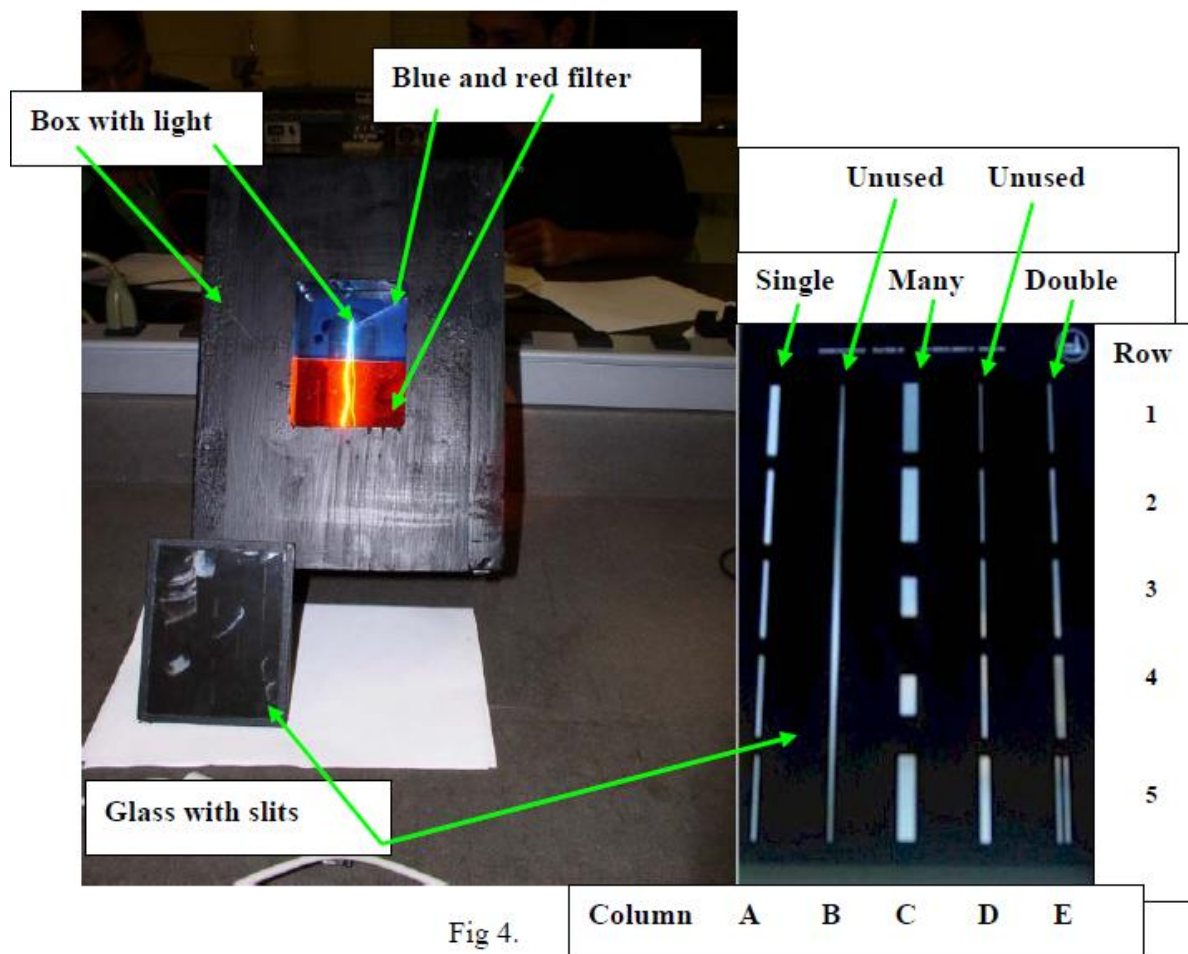 Blue and red filter
Box with light
Unused Unused
Single Many Double
Row
1
2
3
4
5
Glass with slits
Column A B C D E
Fig 4.